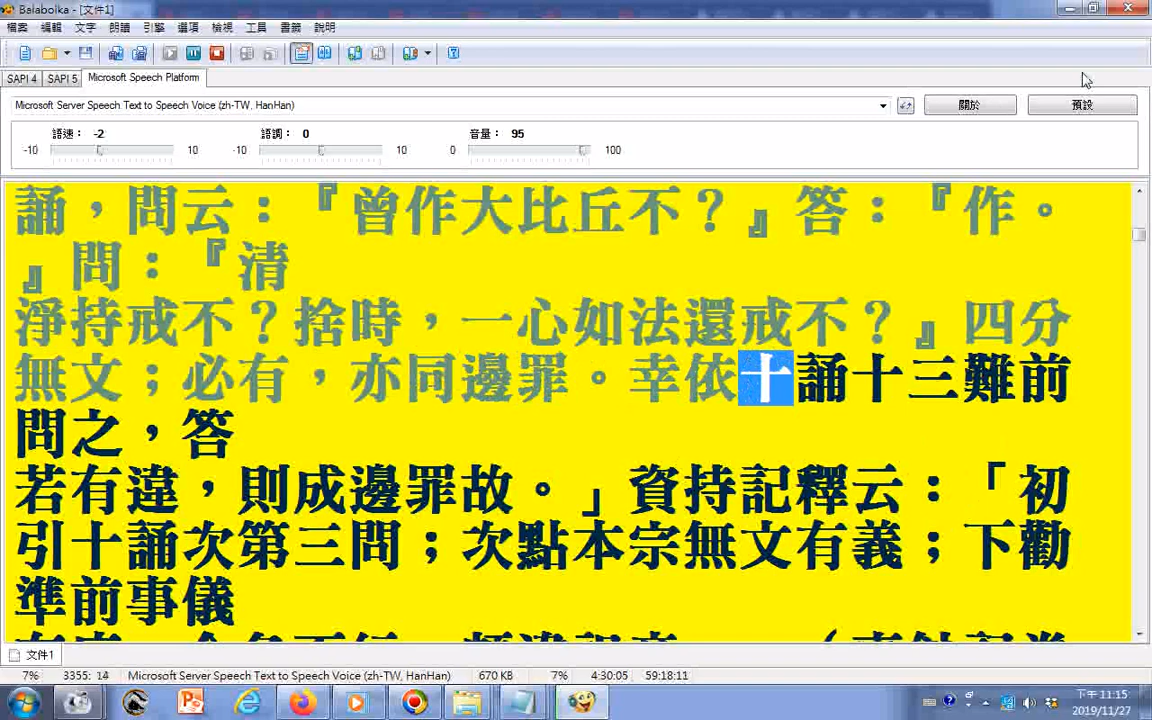 Balabolka - [文件1]
檔案 編輯 文字 朗讀 引擎 選項 檢視 工具 書籤 說明
SAPI 4 SAPI 5 Microsoft Speech Platform
Microsoft Server Speech Text to Speech Voice (zh-TW, HanHan) 關於 預設
語速： -2 語調： 0 音量： 95
-10 10 -10 10 0 100
誦，問云：『曾作大比丘不？』答：『作。
』問：『清
淨持戒不？捨時，一心如法還戒不？』四分
無文；必有，亦同邊罪。幸依十誦十三難前
問之，答
若有違，則成邊罪故。」資持記釋云：「初
引十誦次第三問；次點本宗無文有義；下勸
準前事儀
文件1
7% 3355: 14 Microsoft Server Speech Text to Speech Voice (zh-TW, HanHan) 670 KB 7% 4:30:05 59:18:11
下午 11:15
2019/11/27